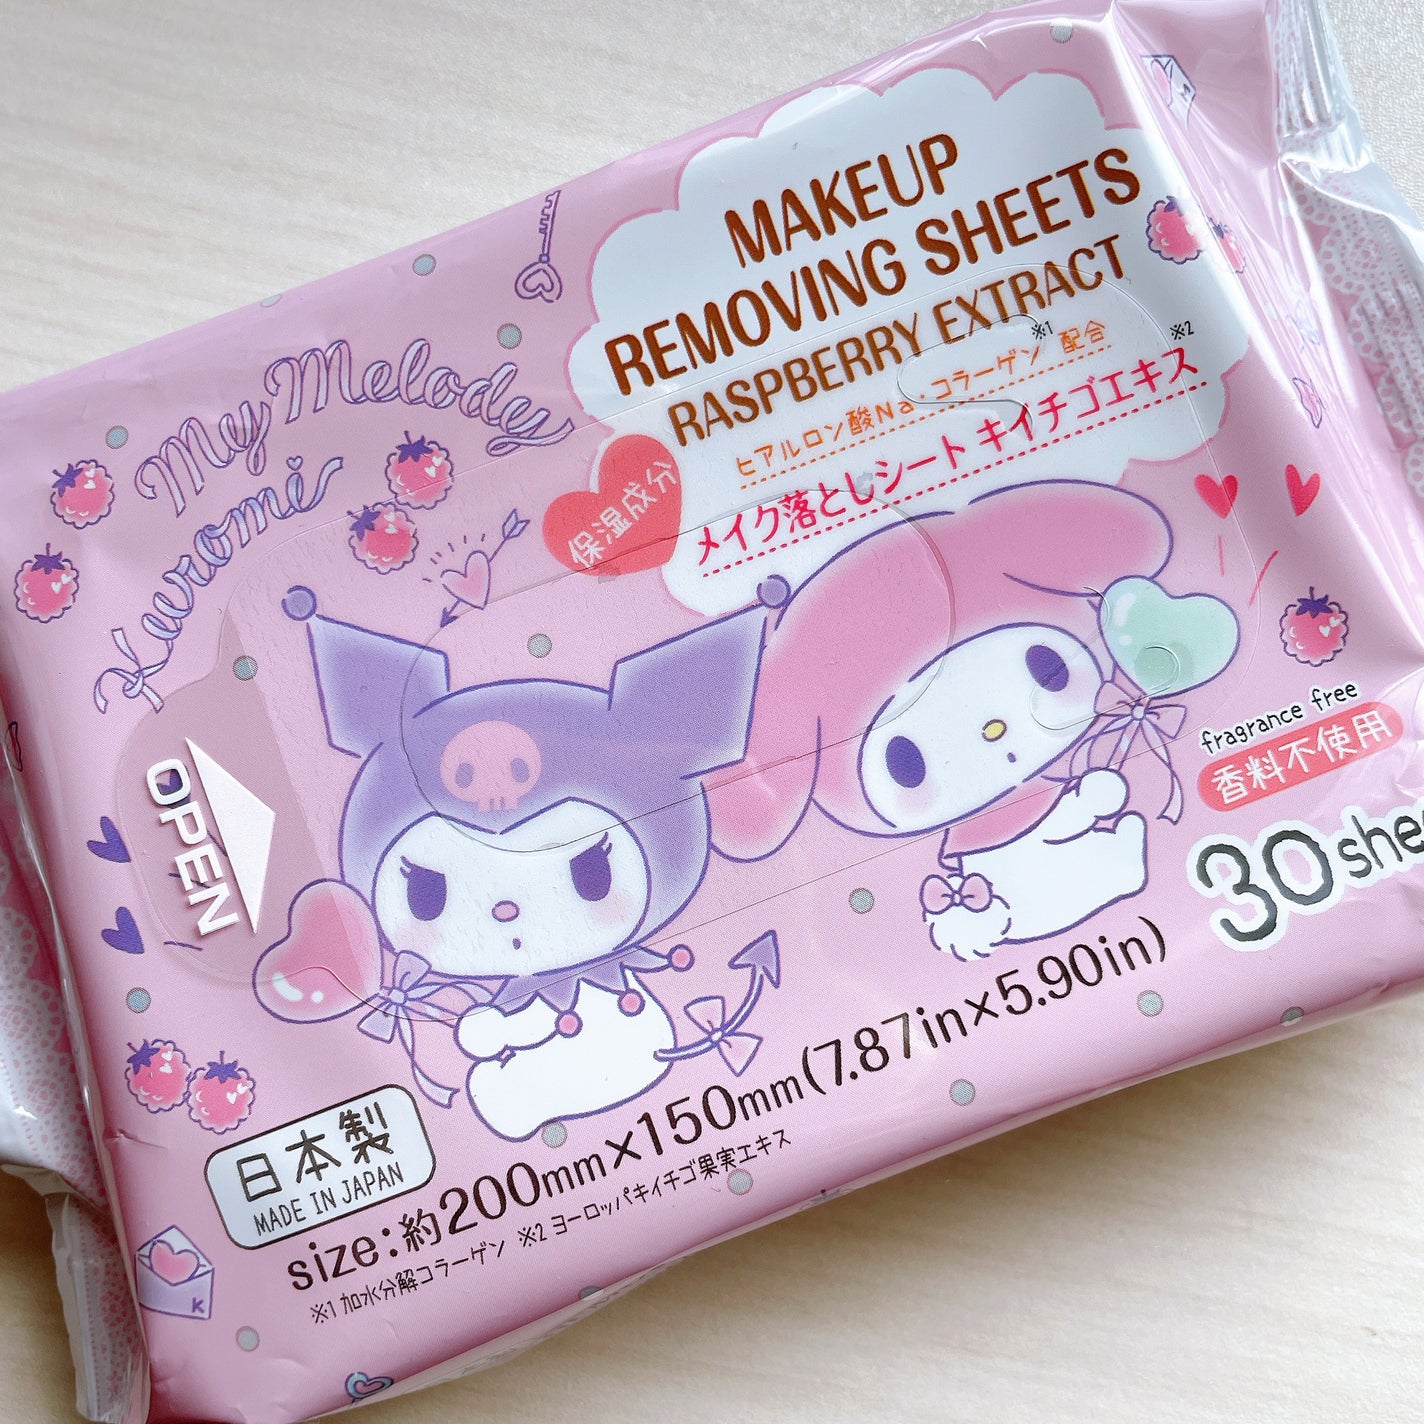 MAKEUP
REMOVING SHEETS
RASPBERRY EXTRACT
ヒアルロン酸Na コラーゲン※1 配合
メイク落としシート キイチゴエキス※2
保湿成分
My Melody
Kuromi
OPEN
fragrance free
香料不使用
30
日本製
MADE IN JAPAN
size:約200mm×150mm(7.87in×5.90in)
※1 加水分解コラーゲン ※2 ヨーロッパキイチゴ果実エキス
K
M